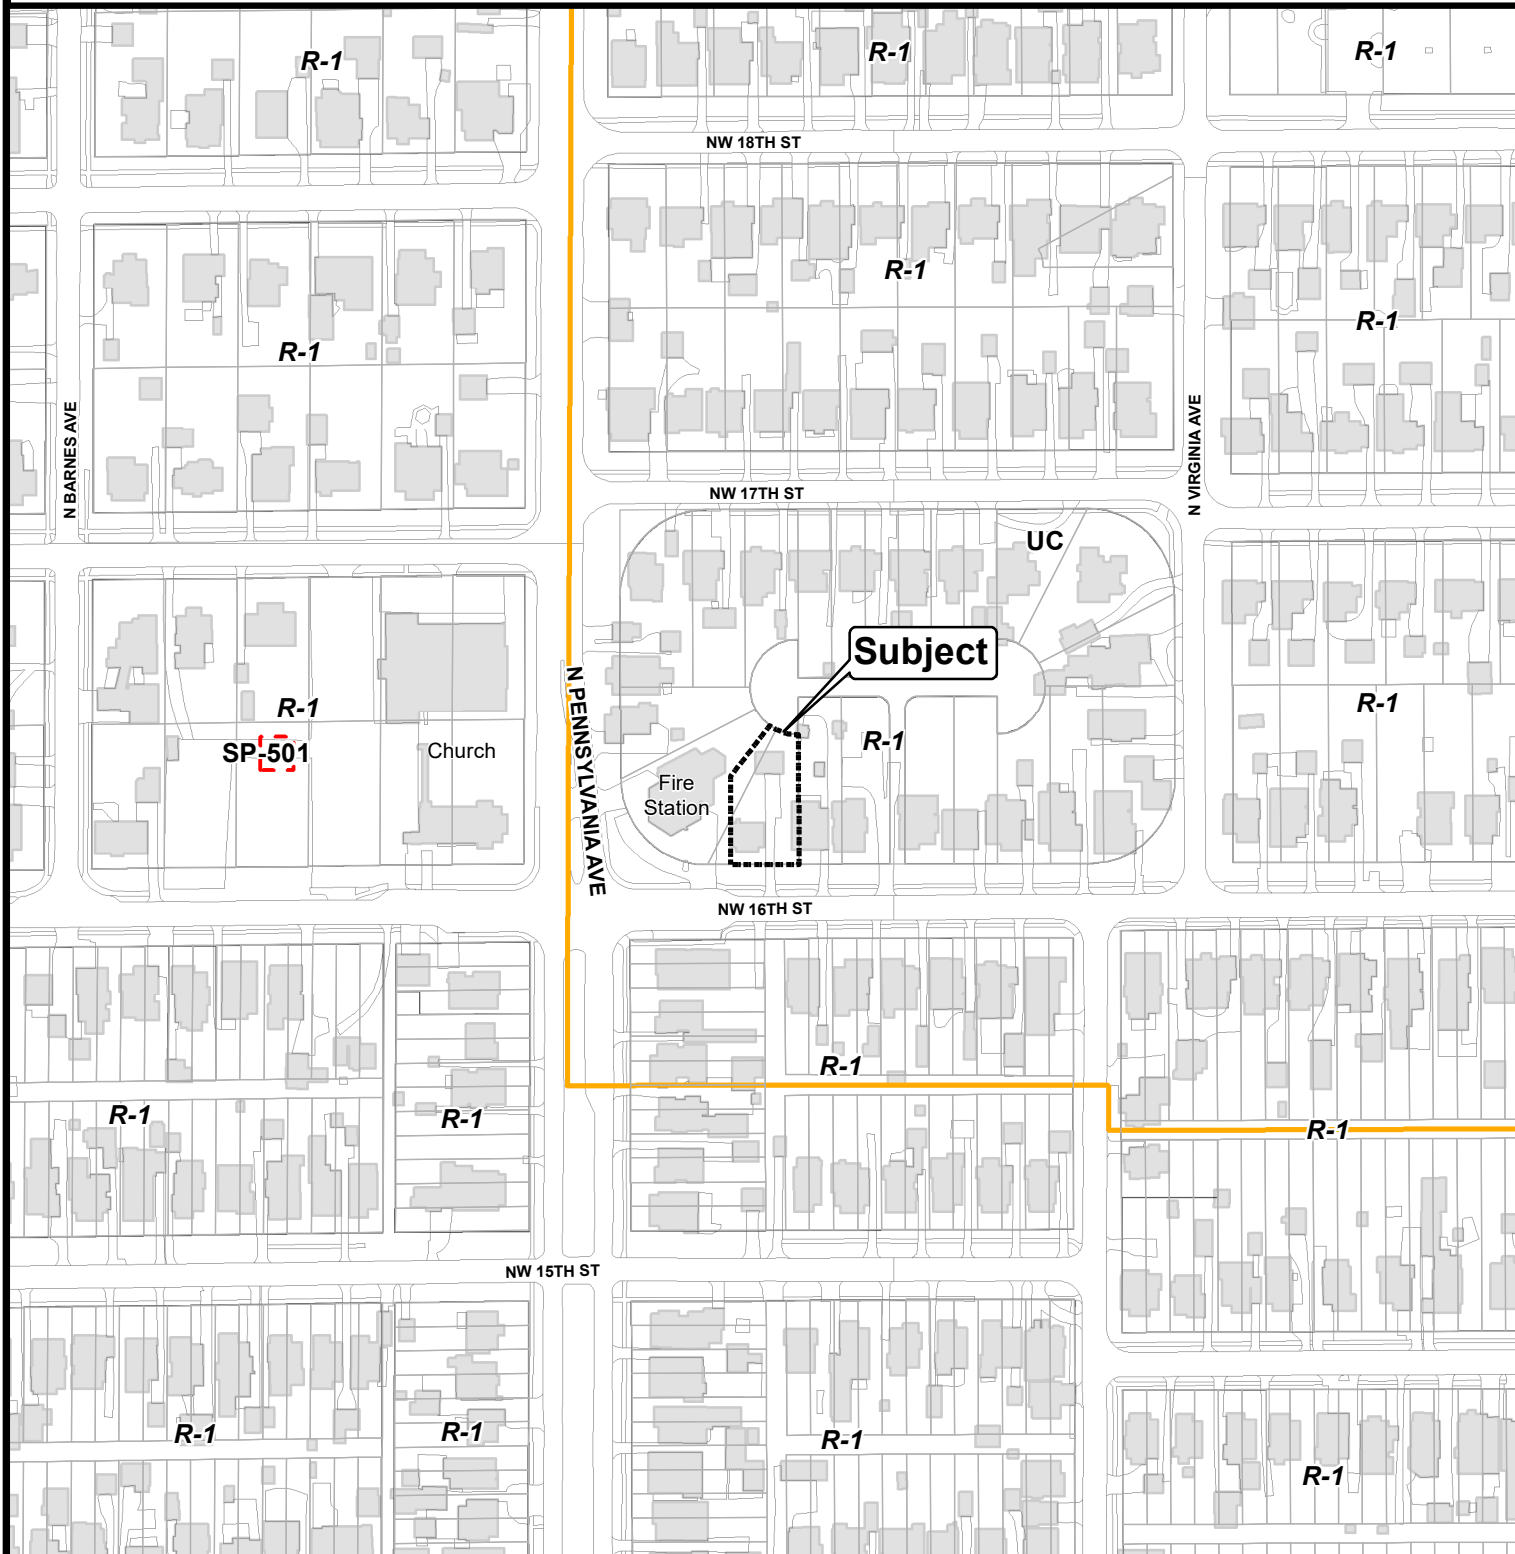 R-1
R-1
R-1
NW 18TH ST
R-1
R-1
R-1
N BARNES AVE
N VIRGINIA AVE
NW 17TH ST
UC
Subject
N PENNSYLVANIA AVE
R-1
R-1
R-1
SP-501
Church
Fire
Station
NW 16TH ST
R-1
R-1
R-1
R-1
NW 15TH ST
R-1
R-1
R-1
R-1